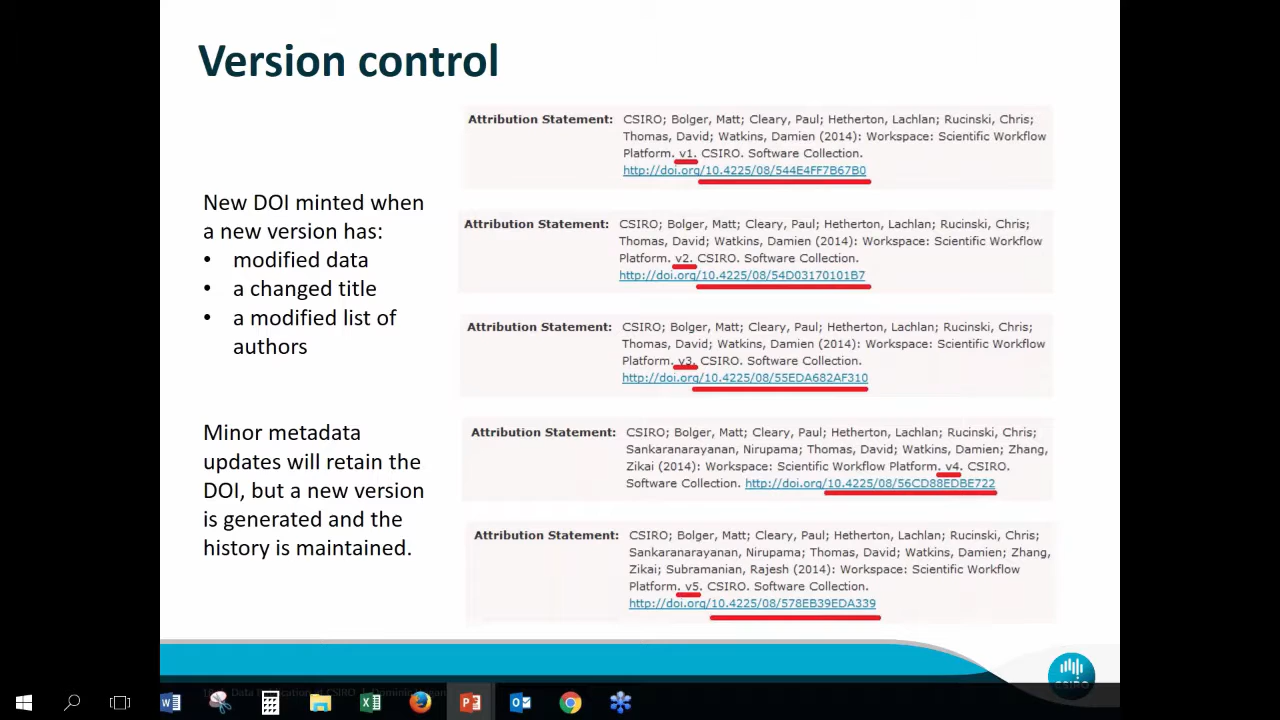 Version control
New DOI minted when
a new version has:
• modified data
• a changed title
• a modified list of
authors
Minor metadata
updates will retain the
DOI, but a new version
is generated and the
history is maintained.
Attribution Statement: CSIRO; Bolger, Matt; Cleary, Paul; Hetherton, Lachlan; Rucinski, Chris;
Thomas, David; Watkins, Damien (2014): Workspace: Scientific Workflow
Platform. v1. CSIRO. Software Collection.
http://doi.org/10.4225/08/544E4FF7B67B0
Attribution Statement: CSIRO; Bolger, Matt; Cleary, Paul; Hetherton, Lachlan; Rucinski, Chris;
Thomas, David; Watkins, Damien (2014): Workspace: Scientific Workflow
Platform. v2. CSIRO. Software Collection.
http://doi.org/10.4225/08/54D03170101B7
Attribution Statement: CSIRO; Bolger, Matt; Cleary, Paul; Hetherton, Lachlan; Rucinski, Chris;
Thomas, David; Watkins, Damien (2014): Workspace: Scientific Workflow
Platform. v3. CSIRO. Software Collection.
http://doi.org/10.4225/08/55EDA682AF310
Attribution Statement: CSIRO; Bolger, Matt; Cleary, Paul; Hetherton, Lachlan; Rucinski, Chris;
Sankaranarayanan, Nirupama; Thomas, David; Watkins, Damien; Zhang,
Zikai (2014): Workspace: Scientific Workflow Platform. v4. CSIRO.
Software Collection. http://doi.org/10.4225/08/56CD88EDBE722
Attribution Statement: CSIRO; Bolger, Matt; Cleary, Paul; Hetherton, Lachlan; Rucinski, Chris;
Sankaranarayanan, Nirupama; Thomas, David; Watkins, Damien; Zhang,
Zikai; Subramanian, Rajesh (2014): Workspace: Scientific Workflow
Platform. v5. CSIRO. Software Collection.
http://doi.org/10.4225/08/578EB39EDA339
CSIRO